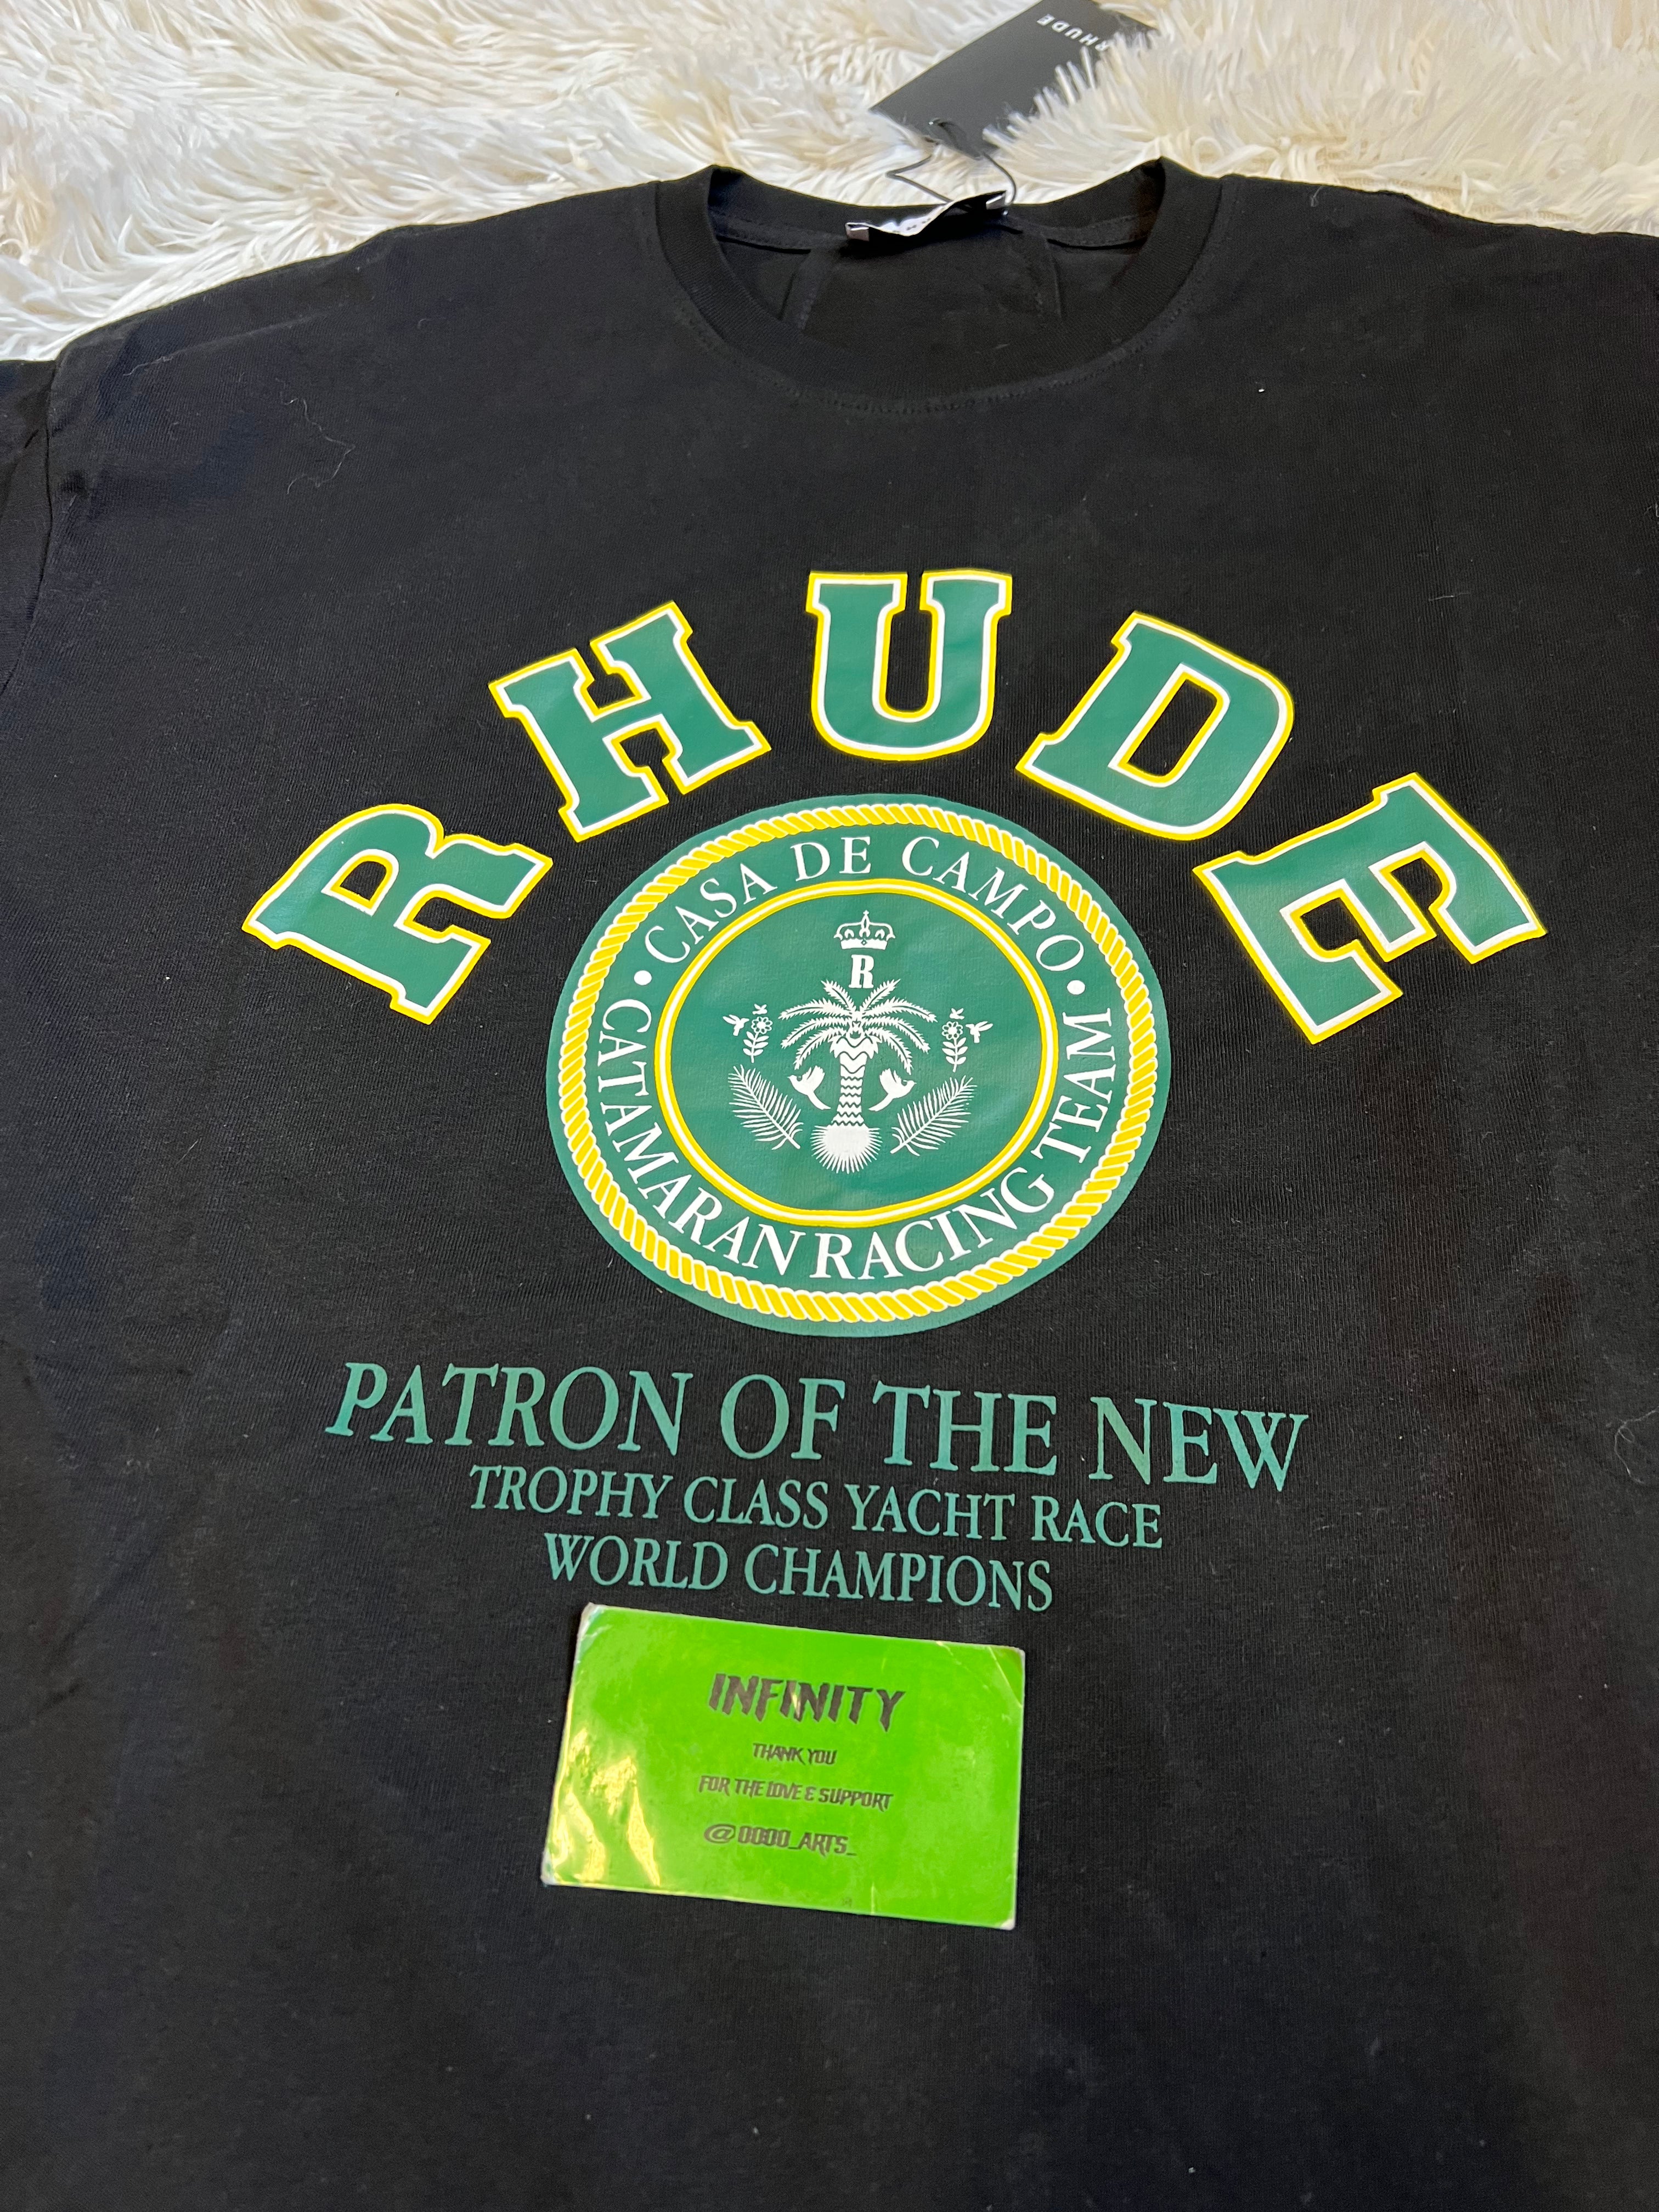 RHUDE
RHUDE
CASA DE CAMPO
R
• CATAMARAN RACING TEAM •
PATRON OF THE NEW
TROPHY CLASS YACHT RACE
WORLD CHAMPIONS
INFINITY
THANK YOU
FOR THE LOVE & SUPPORT
@0000_ARTS_